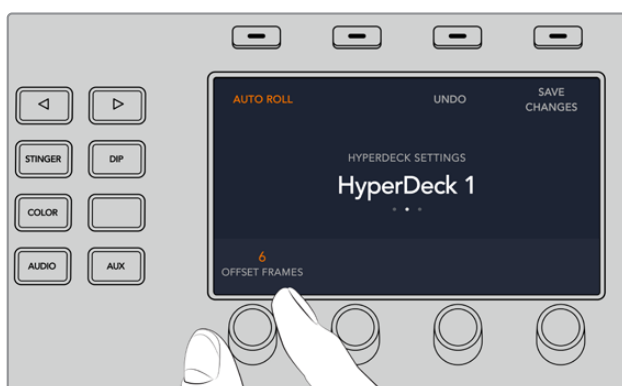 AUTO ROLL
UNDO
SAVE
CHANGES
HYPERDECK SETTINGS
HyperDeck 1
6
OFFSET FRAMES
STINGER
DIP
COLOR
AUDIO
AUX